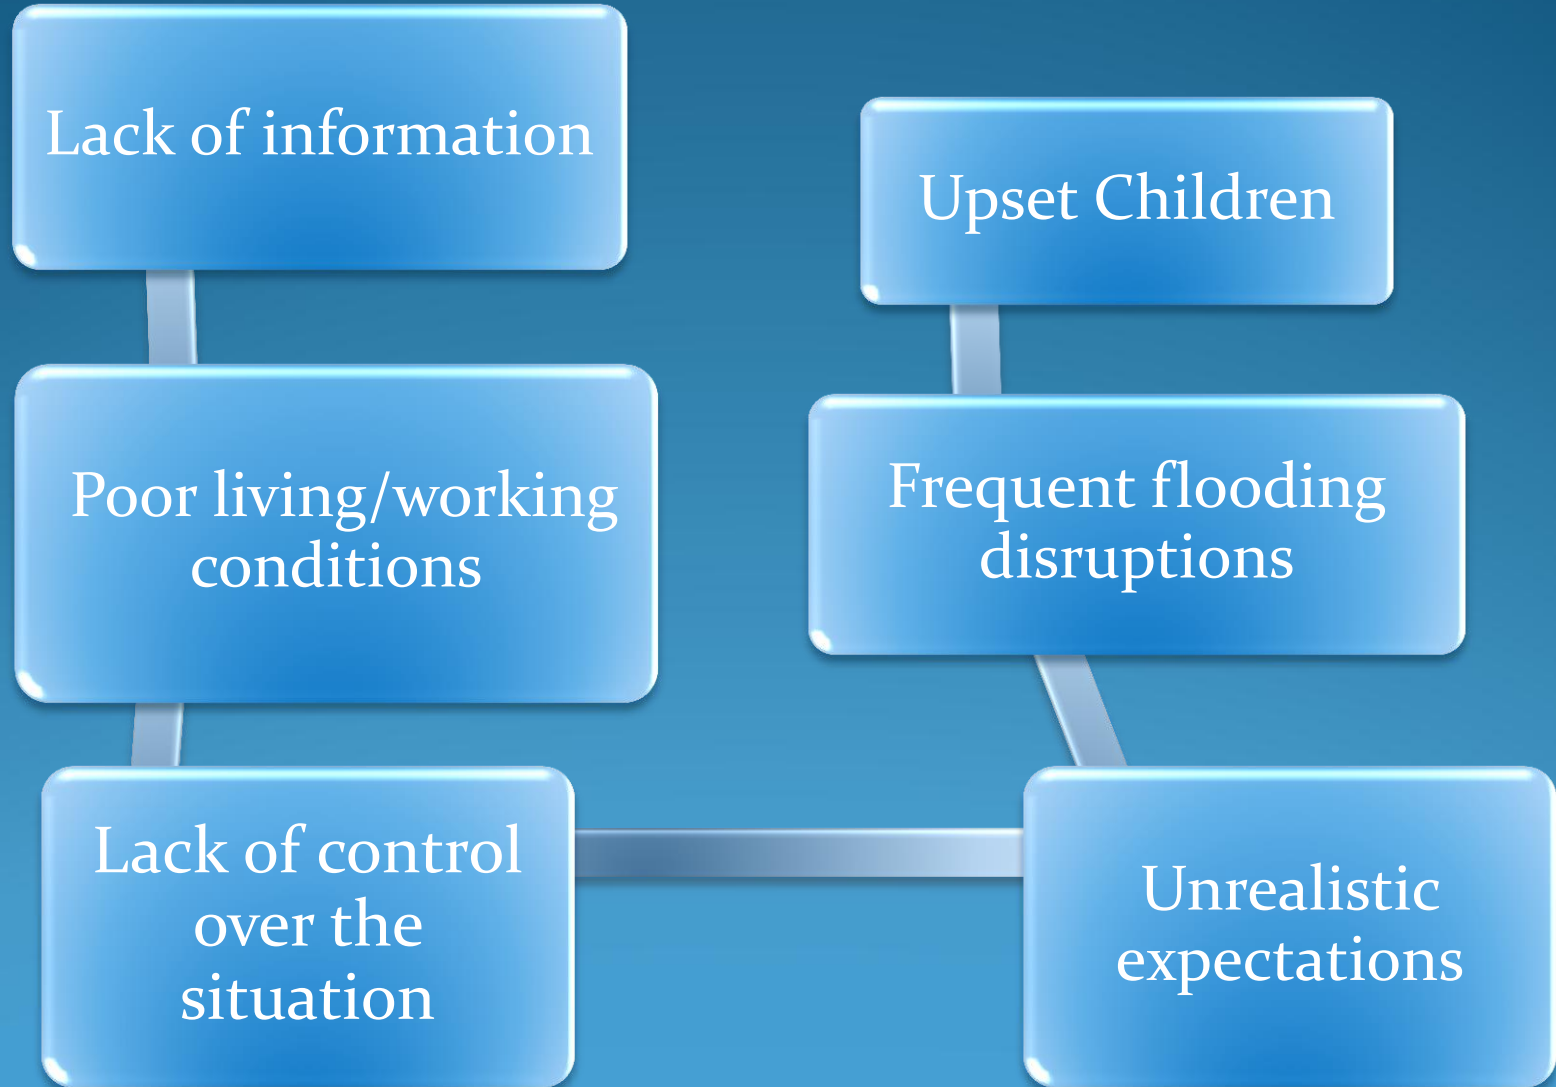 Lack of information
Poor living/working
conditions
Lack of control
over the
situation
Unrealistic
expectations
Frequent flooding
disruptions
Upset Children